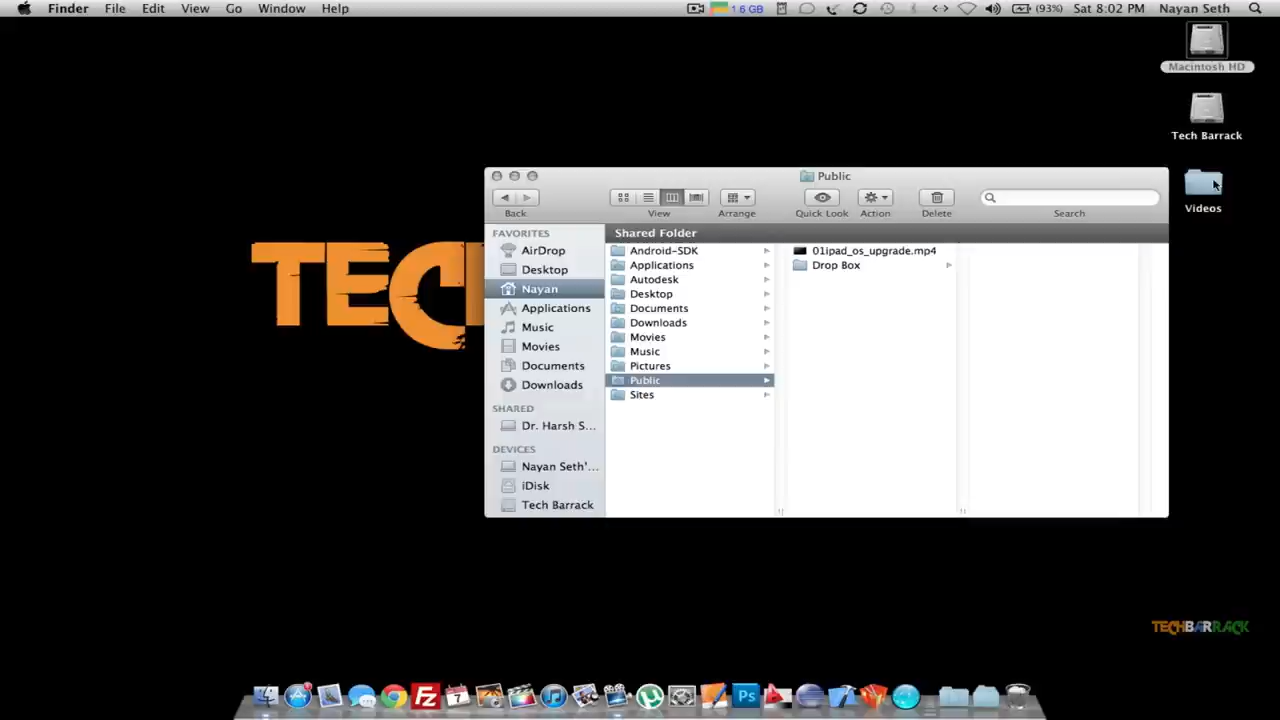 Finder File Edit View Go Window Help 1.6 GB (93%) Sat 8:02 PM Nayan Seth
Macintosh HD
Tech Barrack
Videos
TEC
Public
Back View Arrange Quick Look Action Delete Search
FAVORITES
AirDrop
Desktop
Nayan
Applications
Music
Movies
Documents
Downloads
SHARED
Dr. Harsh S...
DEVICES
Nayan Seth'...
iDisk
Tech Barrack
Shared Folder
Android-SDK
Applications
Autodesk
Desktop
Documents
Downloads
Movies
Music
Pictures
Public
Sites
01ipad_os_upgrade.mp4
Drop Box
TECHBARRACK
Fz 7 Ps